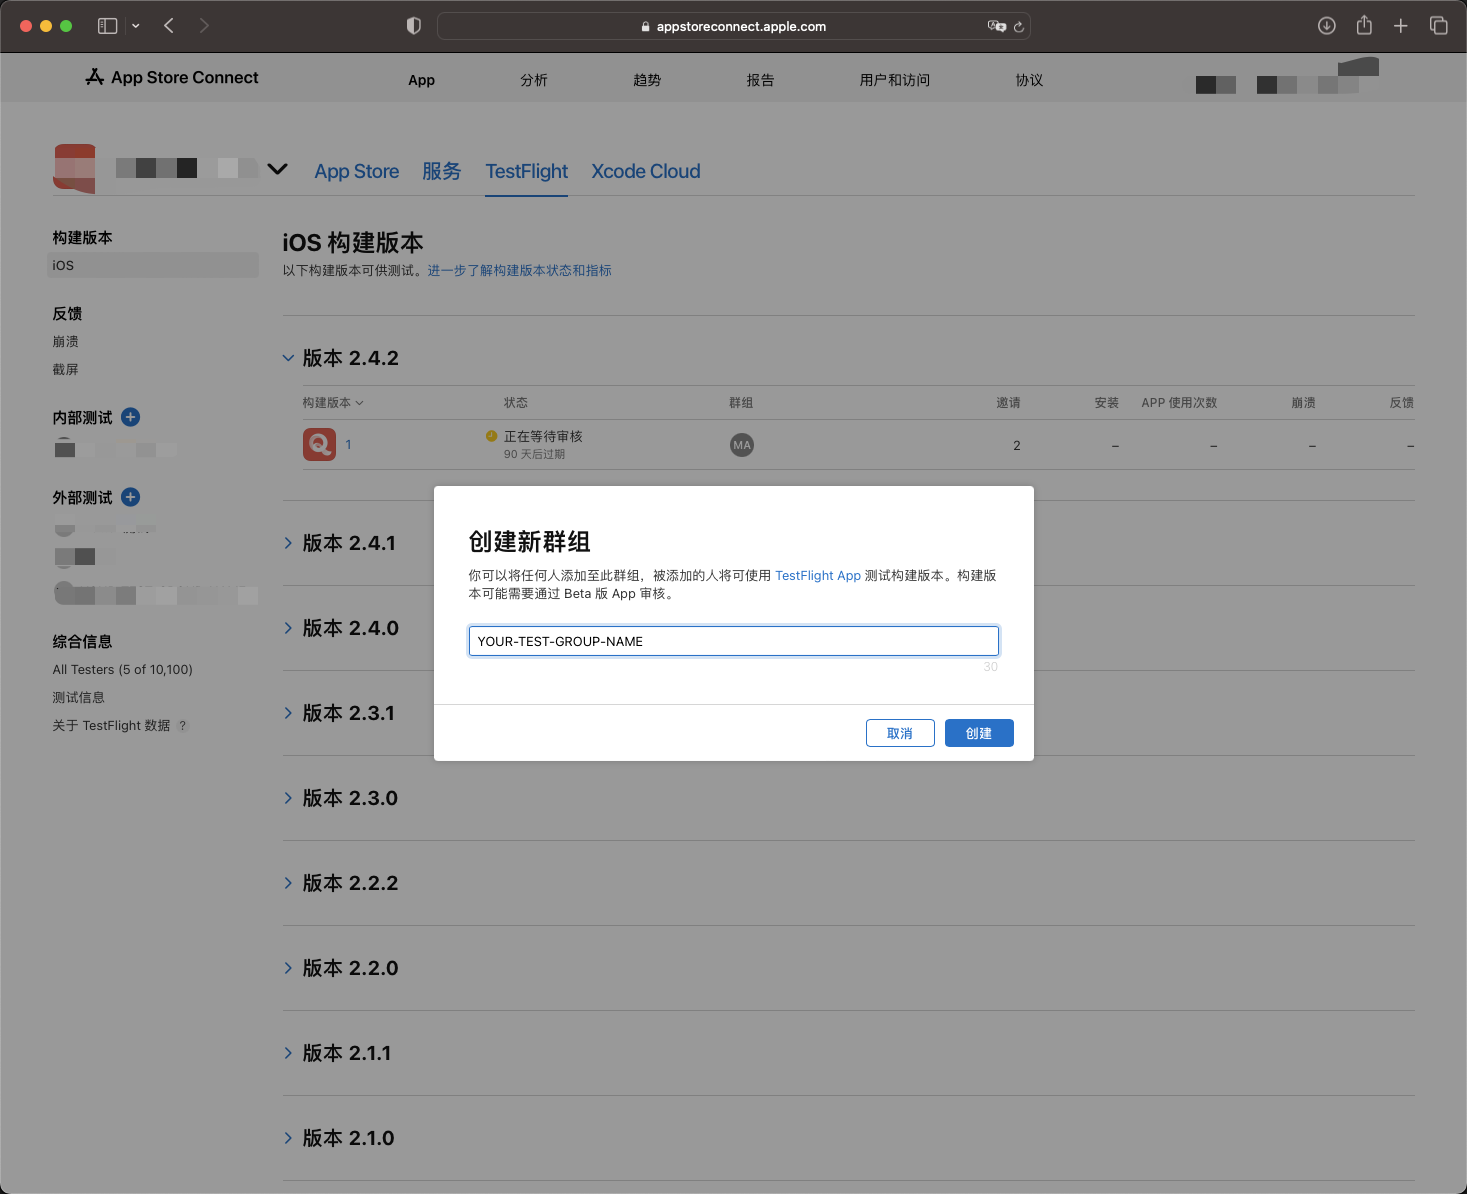 appstoreconnect.apple.com
App Store Connect
App
分析
趋势
报告
用户和访问
协议
App Store
服务
TestFlight
Xcode Cloud
构建版本
iOS
反馈
崩溃
截屏
内部测试
外部测试
综合信息
All Testers (5 of 10,100)
测试信息
关于 TestFlight 数据 ?
iOS 构建版本
以下构建版本可供测试。进一步了解构建版本状态和指标
版本 2.4.2
构建版本
状态
群组
邀请
安装
APP 使用次数
崩溃
反馈
Q
1
正在等待审核
90 天后过期
MA
2
–
–
–
–
版本 2.4.1
版本 2.4.0
版本 2.3.1
版本 2.3.0
版本 2.2.2
版本 2.2.0
版本 2.1.1
版本 2.1.0
创建新群组
你可以将任何人添加至此群组，被添加的人将可使用 TestFlight App 测试构建版本。构建版
本可能需要通过 Beta 版 App 审核。
YOUR-TEST-GROUP-NAME
30
取消
创建